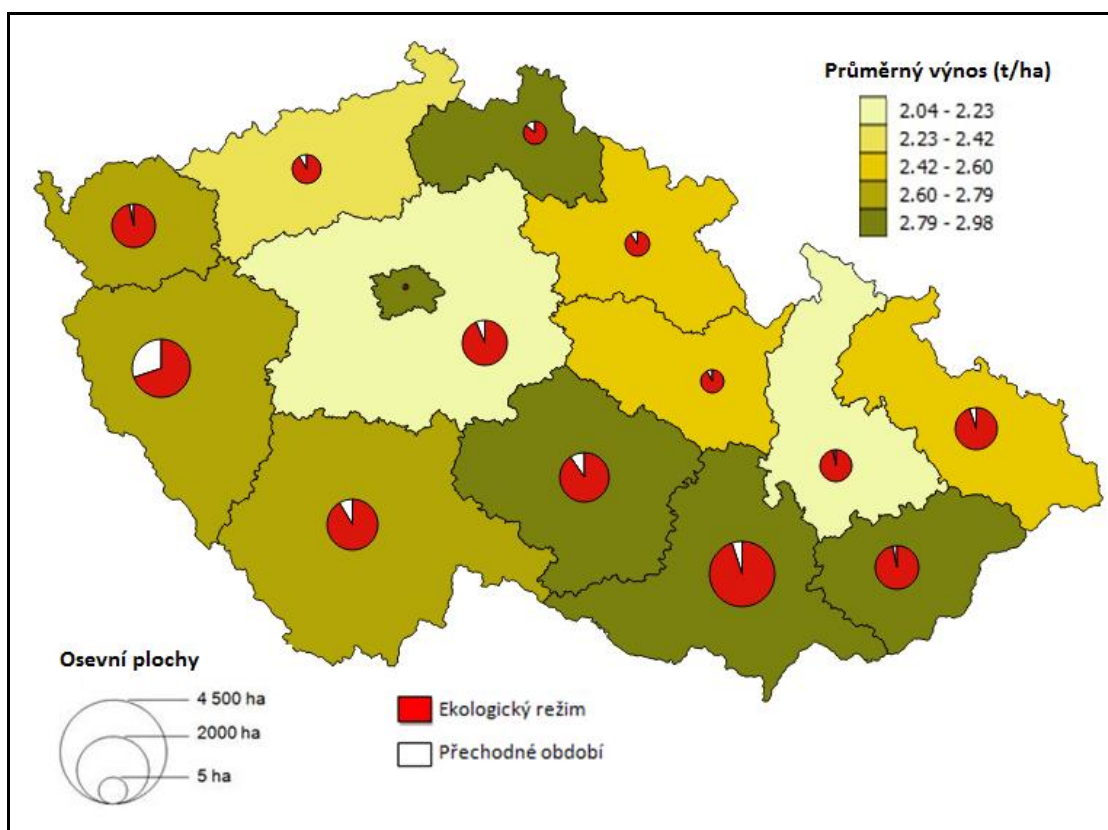 Průměrný výnos (t/ha)
2.04 - 2.23
2.23 - 2.42
2.42 - 2.60
2.60 - 2.79
2.79 - 2.98
Osevní plochy
4 500 ha
2000 ha
5 ha
Ekologický režim
Přechodné období